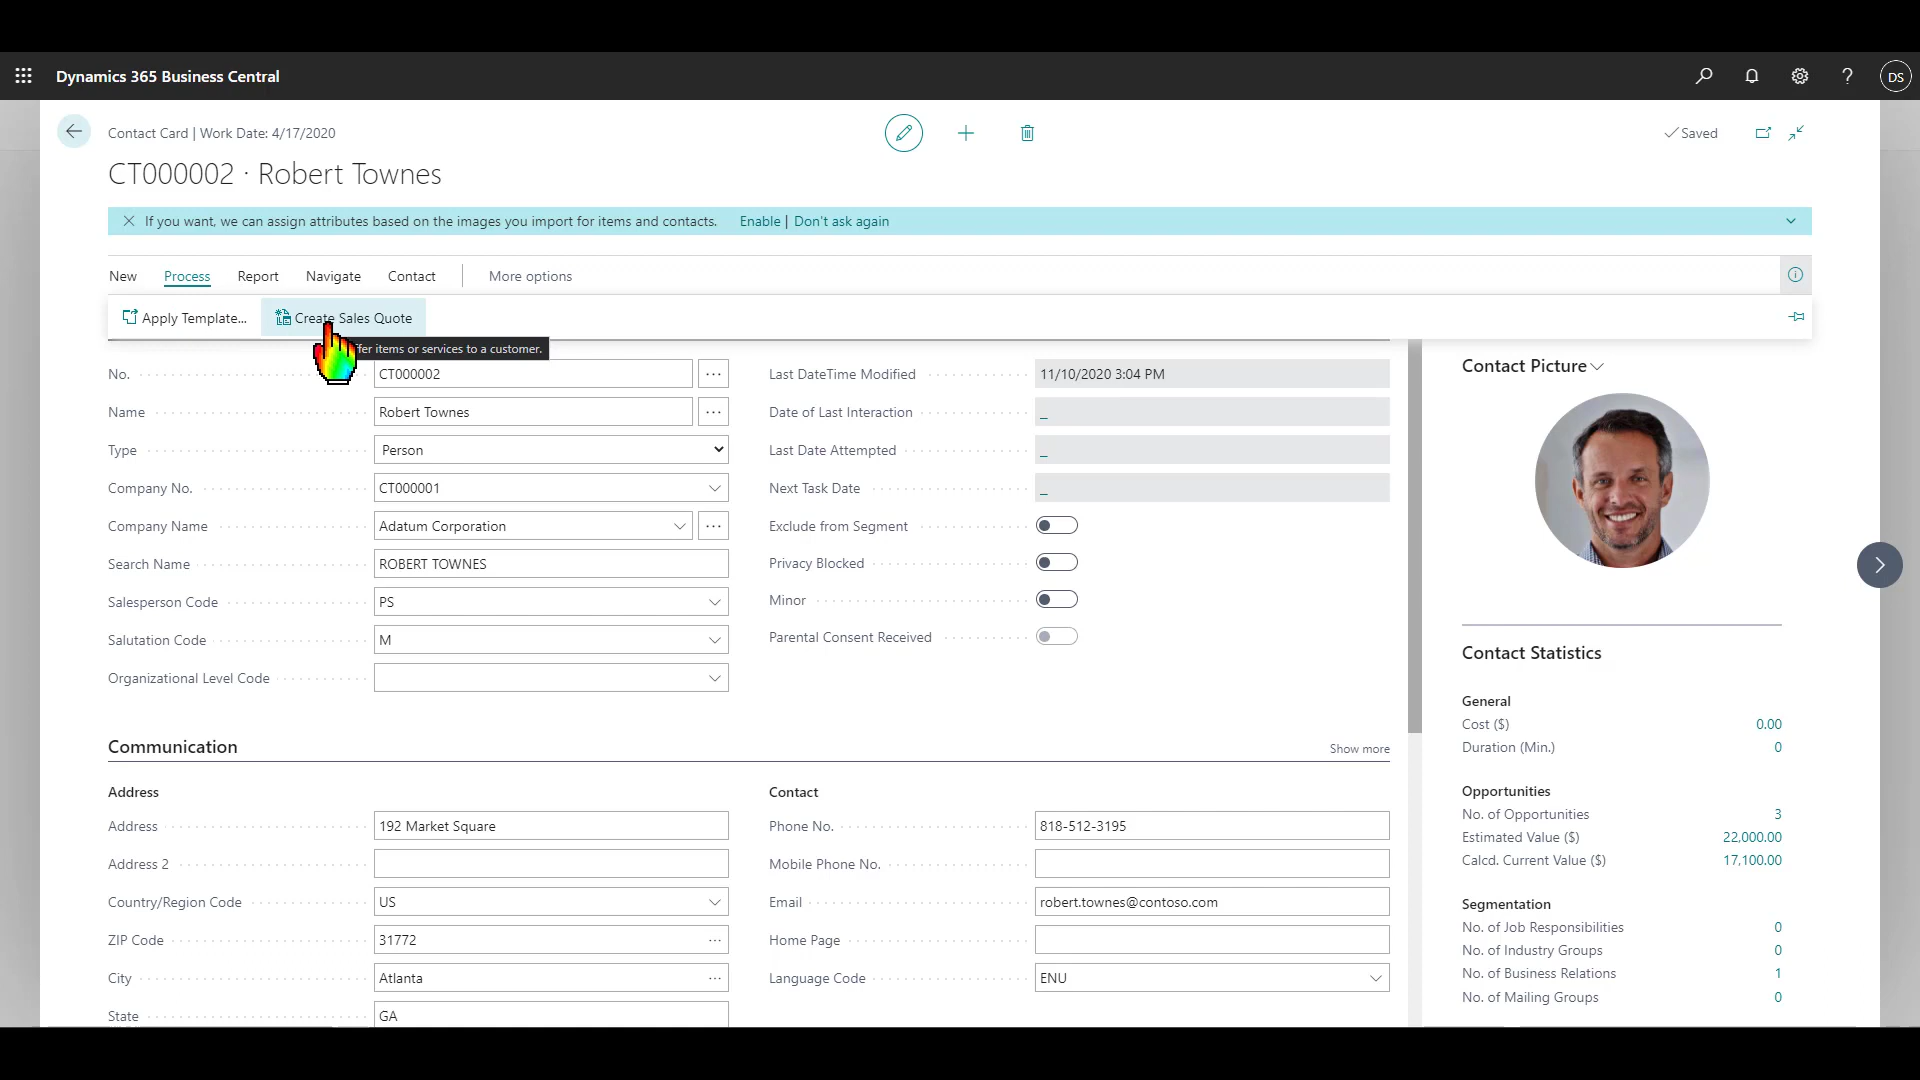 Dynamics 365 Business Central
DS
Contact Card | Work Date: 4/17/2020
Saved
CT000002 · Robert Townes
If you want, we can assign attributes based on the images you import for items and contacts. Enable | Don't ask again
New Process Report Navigate Contact More options
Apply Template... Create Sales Quote
items or services to a customer.
No. CT000002
Name Robert Townes
Type Person
Company No. CT000001
Company Name Adatum Corporation
Search Name ROBERT TOWNES
Salesperson Code PS
Salutation Code M
Organizational Level Code
Last DateTime Modified 11/10/2020 3:04 PM
Date of Last Interaction _
Last Date Attempted _
Next Task Date _
Exclude from Segment
Privacy Blocked
Minor
Parental Consent Received
Communication
Show more
Address
Address 192 Market Square
Address 2
Country/Region Code US
ZIP Code 31772
City Atlanta
State GA
Contact
Phone No. 818-512-3195
Mobile Phone No.
Email robert.townes@contoso.com
Home Page
Language Code ENU
Contact Picture
Contact Statistics
General
Cost ($) 0.00
Duration (Min.) 0
Opportunities
No. of Opportunities 3
Estimated Value ($) 22,000.00
Calcd. Current Value ($) 17,100.00
Segmentation
No. of Job Responsibilities 0
No. of Industry Groups 0
No. of Business Relations 1
No. of Mailing Groups 0